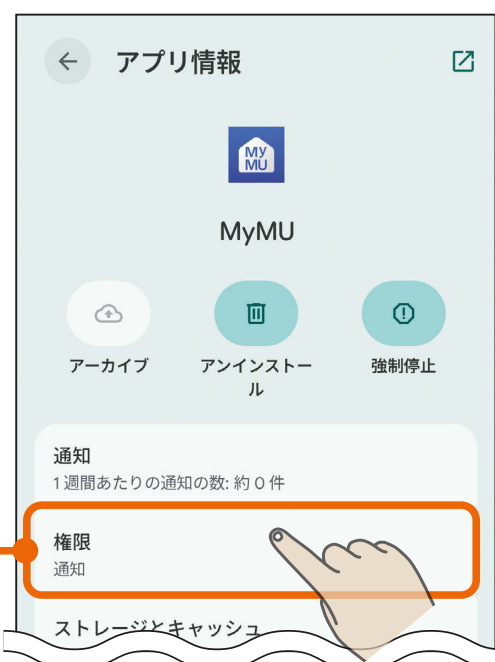 アプリ情報
MY
MU
MyMU
アーカイブ
アンインストー
ル
強制停止
通知
1週間あたりの通知の数: 約 0 件
権限
通知
ストレージとキャッシュ